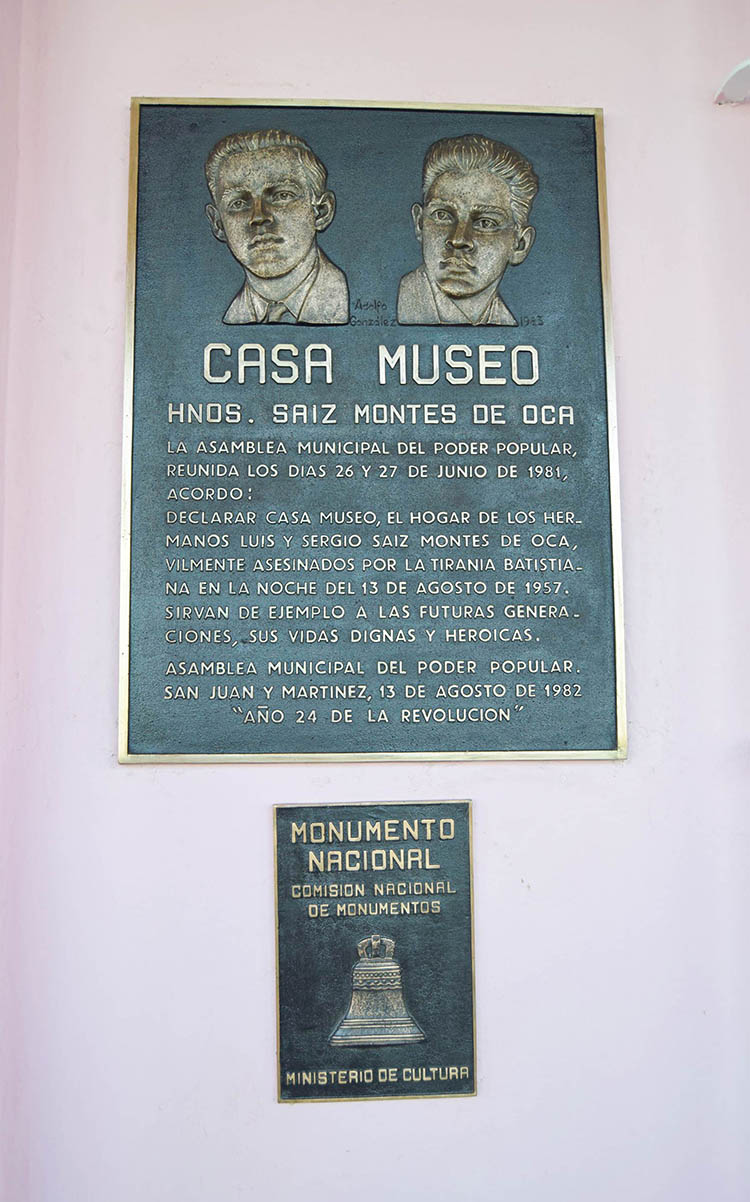 Adolfo
González 1983
CASA MUSEO
HNOS. SAIZ MONTES DE OCA
LA ASAMBLEA MUNICIPAL DEL PODER POPULAR,
REUNIDA LOS DIAS 26 Y 27 DE JUNIO DE 1981,
ACORDO:
DECLARAR CASA MUSEO, EL HOGAR DE LOS HER-
MANOS LUIS Y SERGIO SAIZ MONTES DE OCA,
VILMENTE ASESINADOS POR LA TIRANIA BATISTIA-
NA EN LA NOCHE DEL 13 DE AGOSTO DE 1957.
SIRVAN DE EJEMPLO A LAS FUTURAS GENERA-
CIONES, SUS VIDAS DIGNAS Y HEROICAS.
ASAMBLEA MUNICIPAL DEL PODER POPULAR.
SAN JUAN Y MARTINEZ, 13 DE AGOSTO DE 1982
"AÑO 24 DE LA REVOLUCION"
MONUMENTO
NACIONAL
COMISION NACIONAL
DE MONUMENTOS
MINISTERIO DE CULTURA